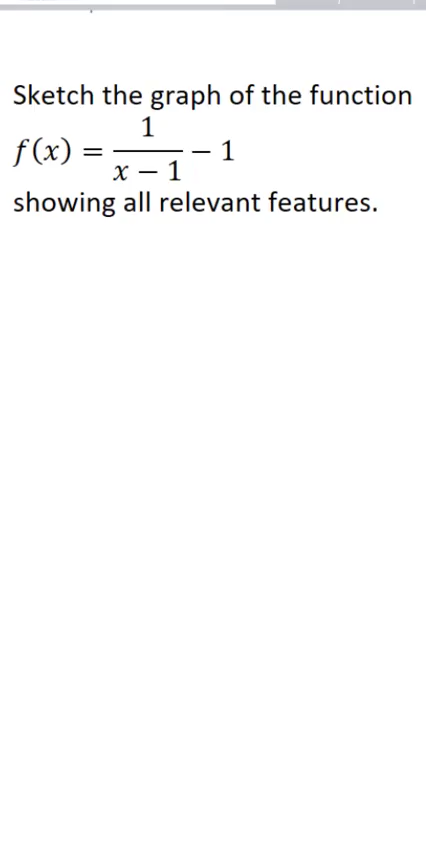 Sketch the graph of the function
f(x) = 1/(x − 1) − 1
showing all relevant features.